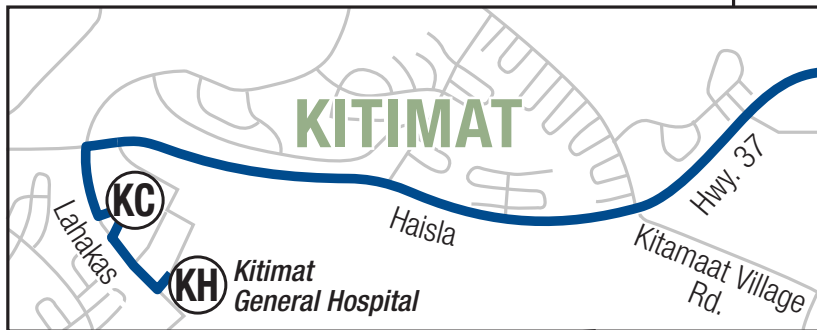 KITIMAT
Hwy. 37
KC
Lahakas
Haisla
Kitamaat Village
Rd.
KH
Kitimat
General Hospital